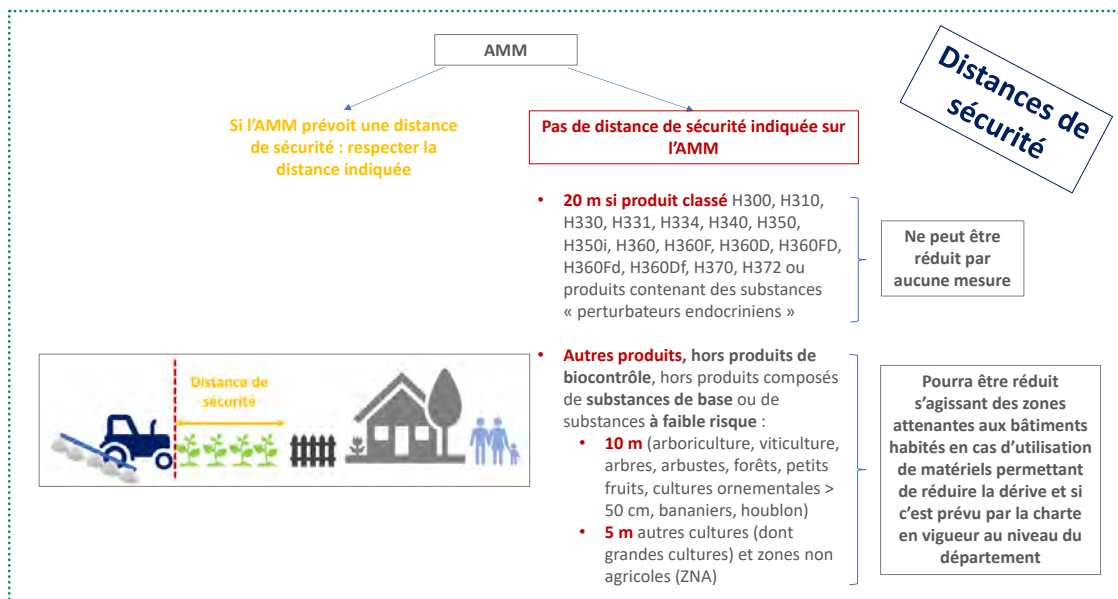 AMM
Distances de
sécurité
Si l'AMM prévoit une distance
de sécurité : respecter la
distance indiquée
Pas de distance de sécurité indiquée sur
l'AMM
• 20 m si produit classé H300, H310,
H330, H331, H334, H340, H350,
H350i, H360, H360F, H360D, H360FD,
H360Fd, H360Df, H370, H372 ou
produits contenant des substances
« perturbateurs endocriniens »
Ne peut être
réduit par
aucune mesure
Distance de
sécurité
• Autres produits, hors produits de
biocontrôle, hors produits composés
de substances de base ou de
substances à faible risque :
• 10 m (arboriculture, viticulture,
arbres, arbustes, forêts, petits
fruits, cultures ornementales >
50 cm, bananiers, houblon)
• 5 m autres cultures (dont
grandes cultures) et zones non
agricoles (ZNA)
Pourra être réduit
s'agissant des zones
attenantes aux bâtiments
habités en cas d'utilisation
de matériels permettant
de réduire la dérive et si
c'est prévu par la charte
en vigueur au niveau du
département